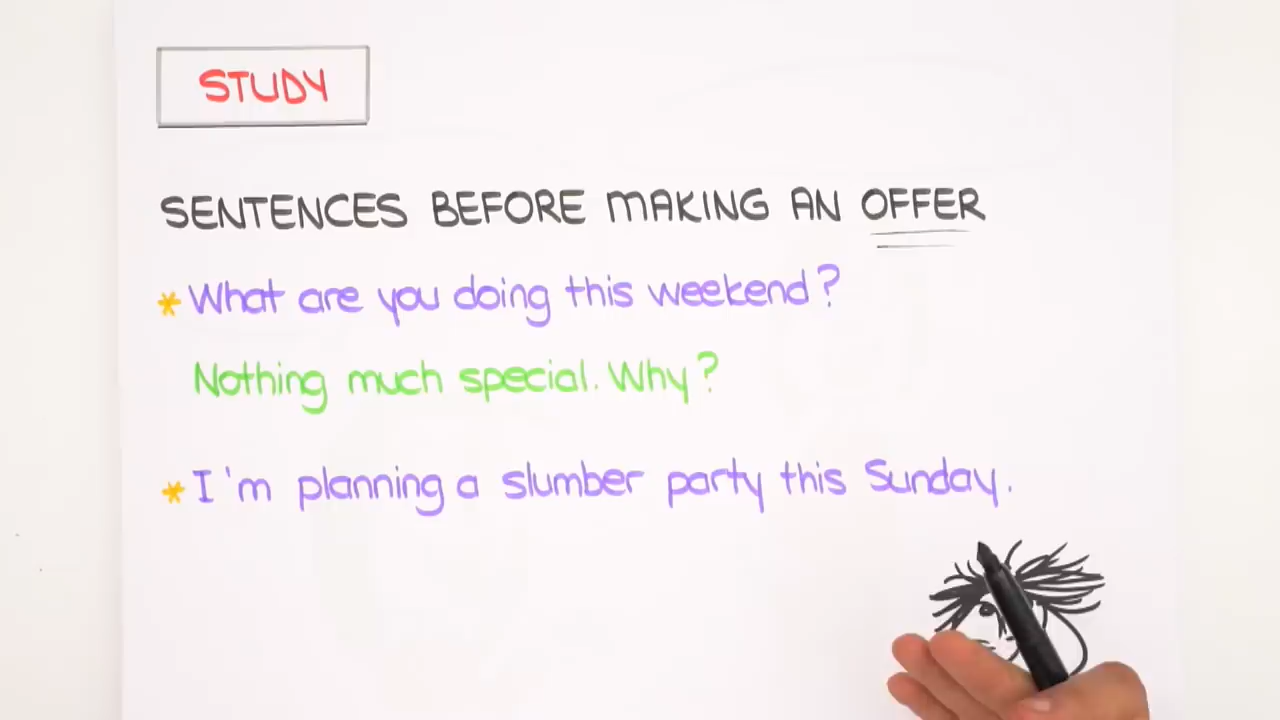 STUDY
SENTENCES BEFORE MAKING AN OFFER
* What are you doing this weekend?
Nothing much special. Why?
* I'm planning a slumber party this Sunday.